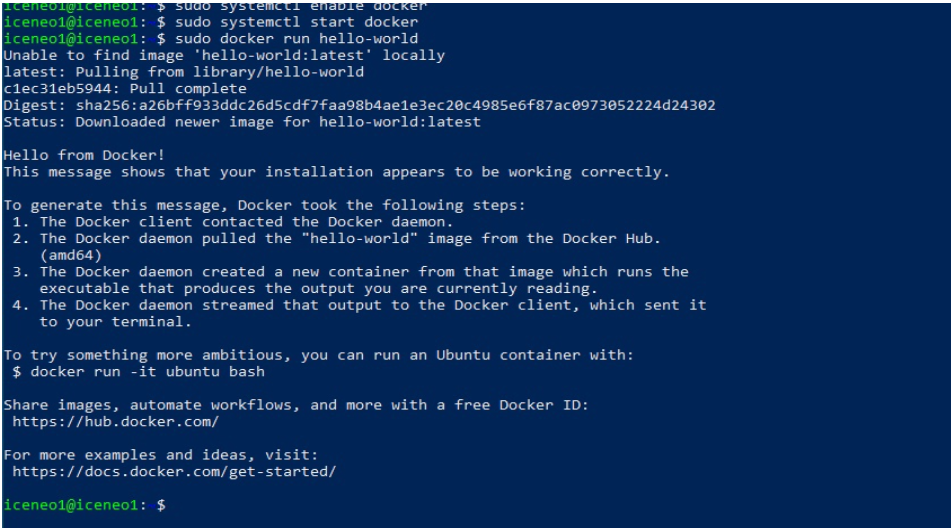 iceneo1@iceneo1:~$ sudo systemctl enable docker
iceneo1@iceneo1:~$ sudo systemctl start docker
iceneo1@iceneo1:~$ sudo docker run hello-world
Unable to find image 'hello-world:latest' locally
latest: Pulling from library/hello-world
c1ec31eb5944: Pull complete
Digest: sha256:a26bff933ddc26d5cdf7faa98b4ae1e3ec20c4985e6f87ac0973052224d24302
Status: Downloaded newer image for hello-world:latest
Hello from Docker!
This message shows that your installation appears to be working correctly.
To generate this message, Docker took the following steps:
1. The Docker client contacted the Docker daemon.
2. The Docker daemon pulled the "hello-world" image from the Docker Hub.
(amd64)
3. The Docker daemon created a new container from that image which runs the
executable that produces the output you are currently reading.
4. The Docker daemon streamed that output to the Docker client, which sent it
to your terminal.
To try something more ambitious, you can run an Ubuntu container with:
$ docker run -it ubuntu bash
Share images, automate workflows, and more with a free Docker ID:
https://hub.docker.com/
For more examples and ideas, visit:
https://docs.docker.com/get-started/
iceneo1@iceneo1:~$